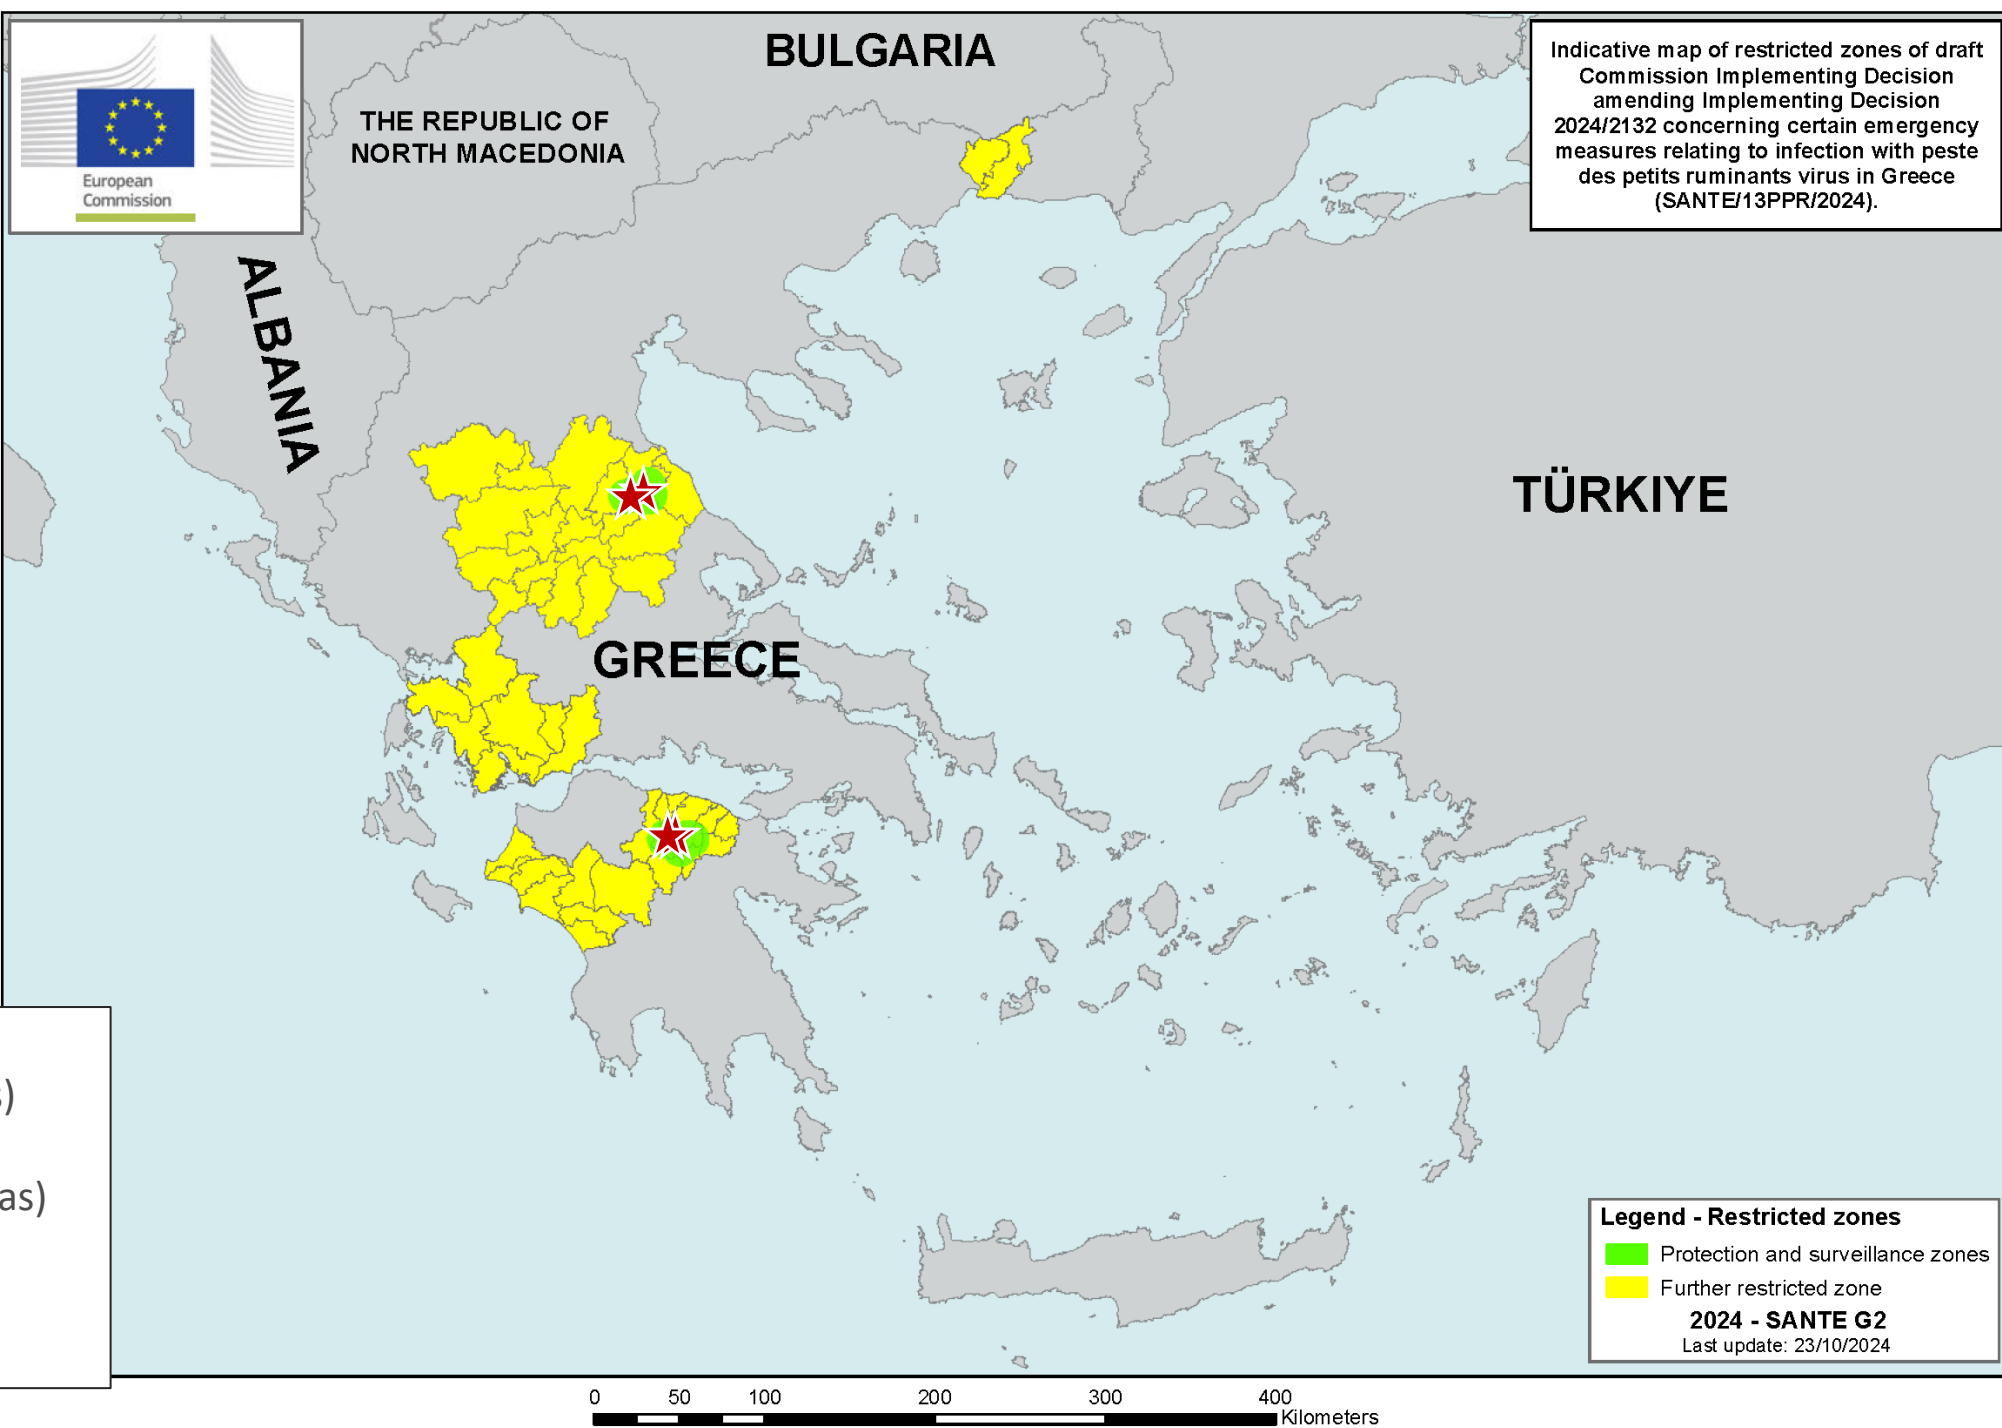 European
Commission
BULGARIA
THE REPUBLIC OF
NORTH MACEDONIA
Indicative map of restricted zones of draft
Commission Implementing Decision
amending Implementing Decision
2024/2132 concerning certain emergency
measures relating to infection with peste
des petits ruminants virus in Greece
(SANTE/13PPR/2024).
ALBANIA
TÜRKIYE
GREECE
s)
as)
Legend - Restricted zones
Protection and surveillance zones
Further restricted zone
2024 - SANTE G2
Last update: 23/10/2024
0 50 100 200 300 400
Kilometers